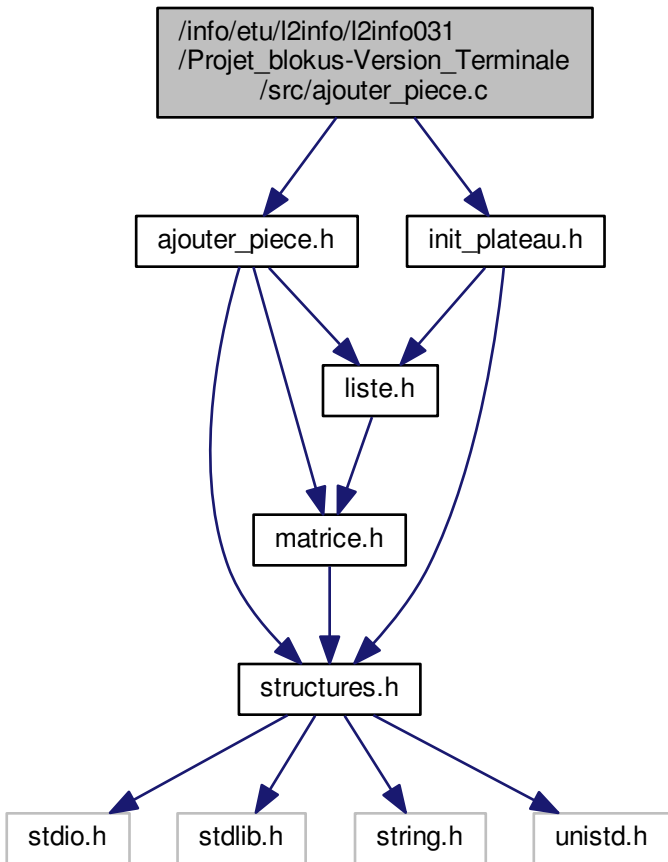 /info/etu/l2info/l2info031
/Projet_blokus-Version_Terminale
/src/ajouter_piece.c
ajouter_piece.h
init_plateau.h
liste.h
matrice.h
structures.h
stdio.h
stdlib.h
string.h
unistd.h